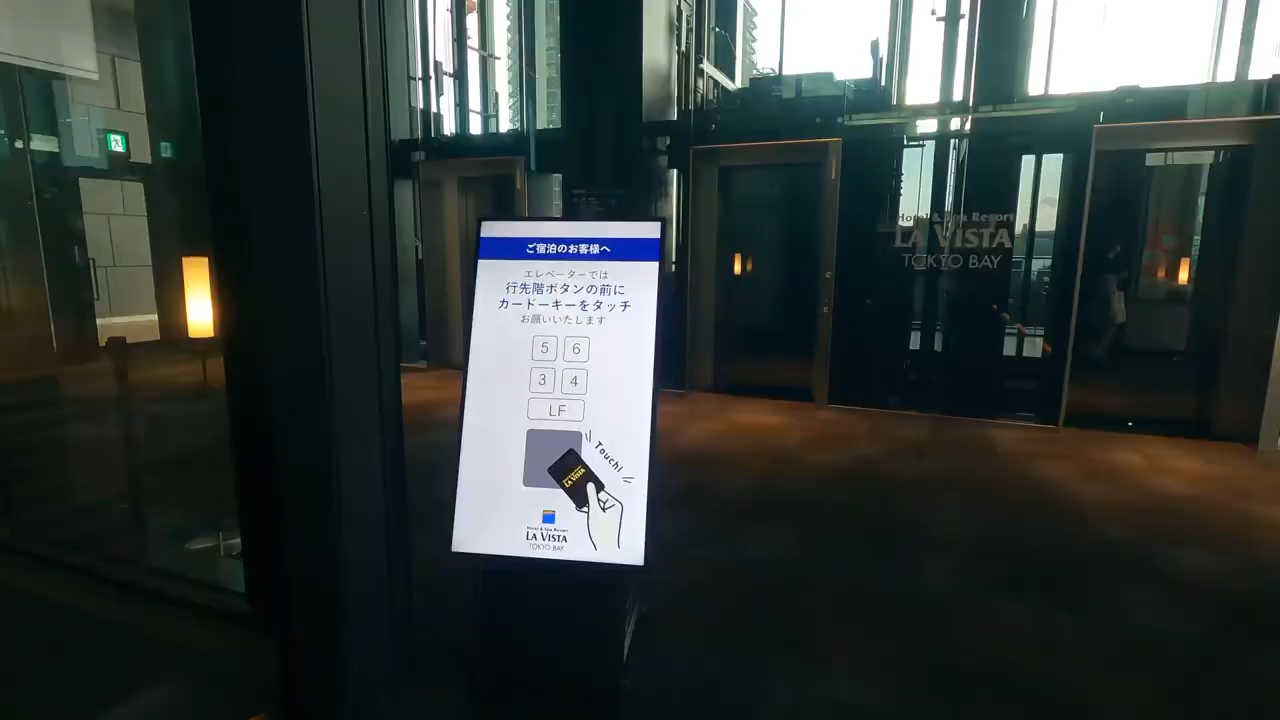 ご宿泊のお客様へ
エレベーターでは
行先階ボタンの前に
カードーキーをタッチ
お願いいたします
5 6
3 4
LF
Touch!
LA VISTA
Hotel & Spa Resort
LA VISTA
TOKYO BAY
Hotel & Spa Resort
LA VISTA
TOKYO BAY